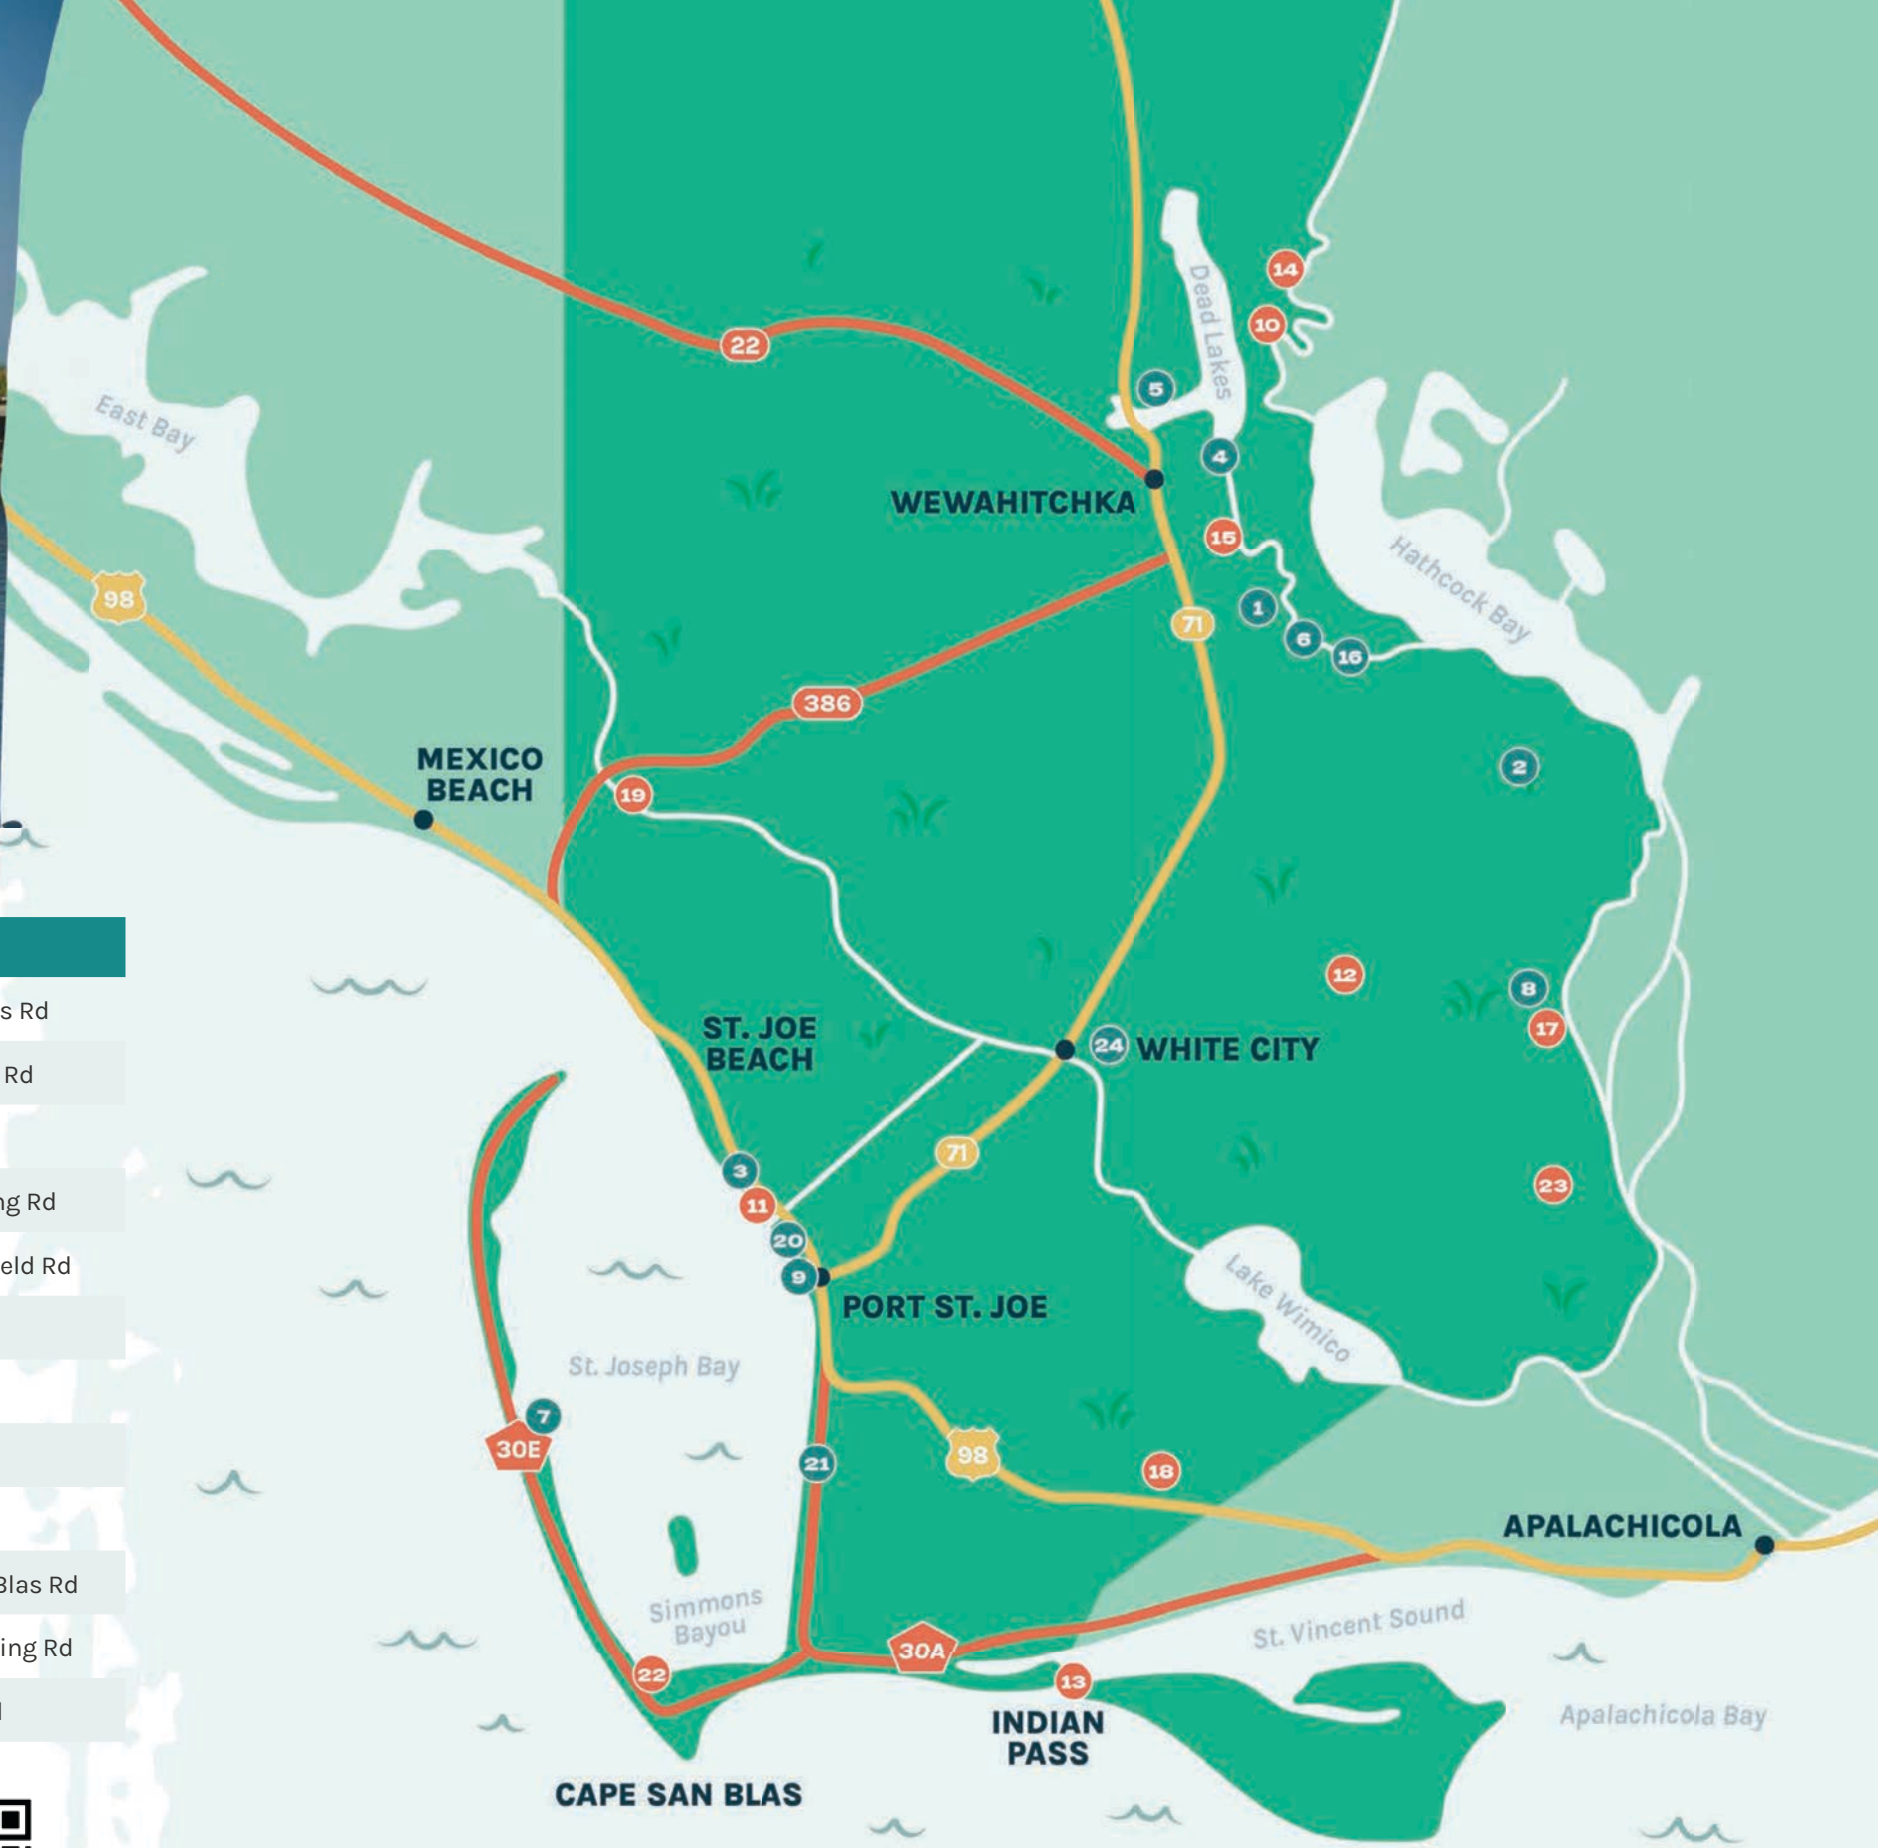 14
Dead Lakes
10
22
5
East Bay
4
WEWAHITCHKA
15
Hathcock Bay
98
1
71
6
16
386
MEXICO
BEACH
2
19
12
8
s Rd
17
ST. JOE
BEACH
24
WHITE CITY
Rd
71
3
23
11
ng Rd
20
eld Rd
9
PORT ST. JOE
Lake Wimico
St. Joseph Bay
7
30E
98
21
18
APALACHICOLA
Blas Rd
Simmons
Bayou
St. Vincent Sound
ing Rd
30A
22
13
Apalachicola Bay
INDIAN
PASS
CAPE SAN BLAS